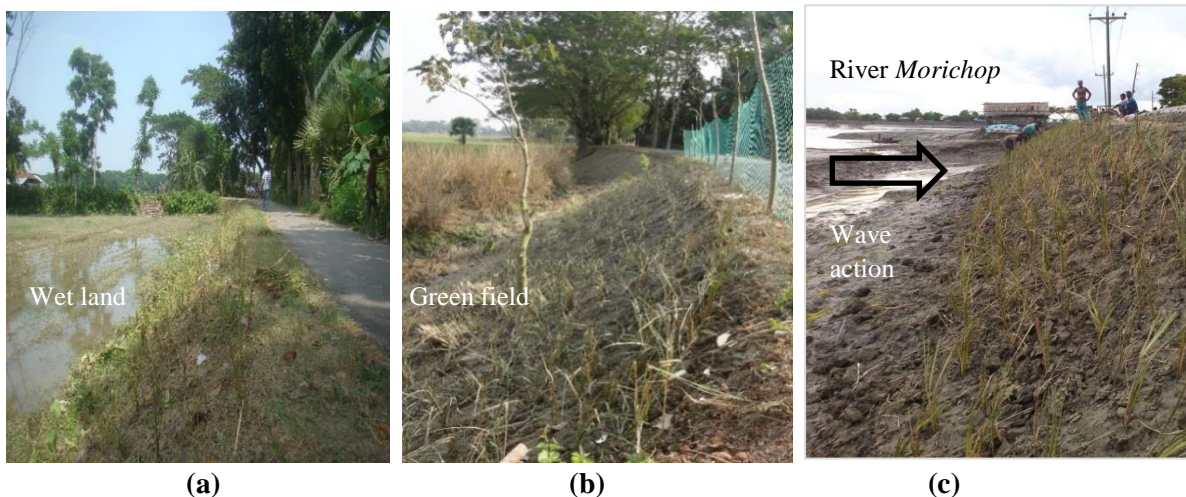 Wet land
(a)
Green field
(b)
River Morichop
Wave
action
(c)